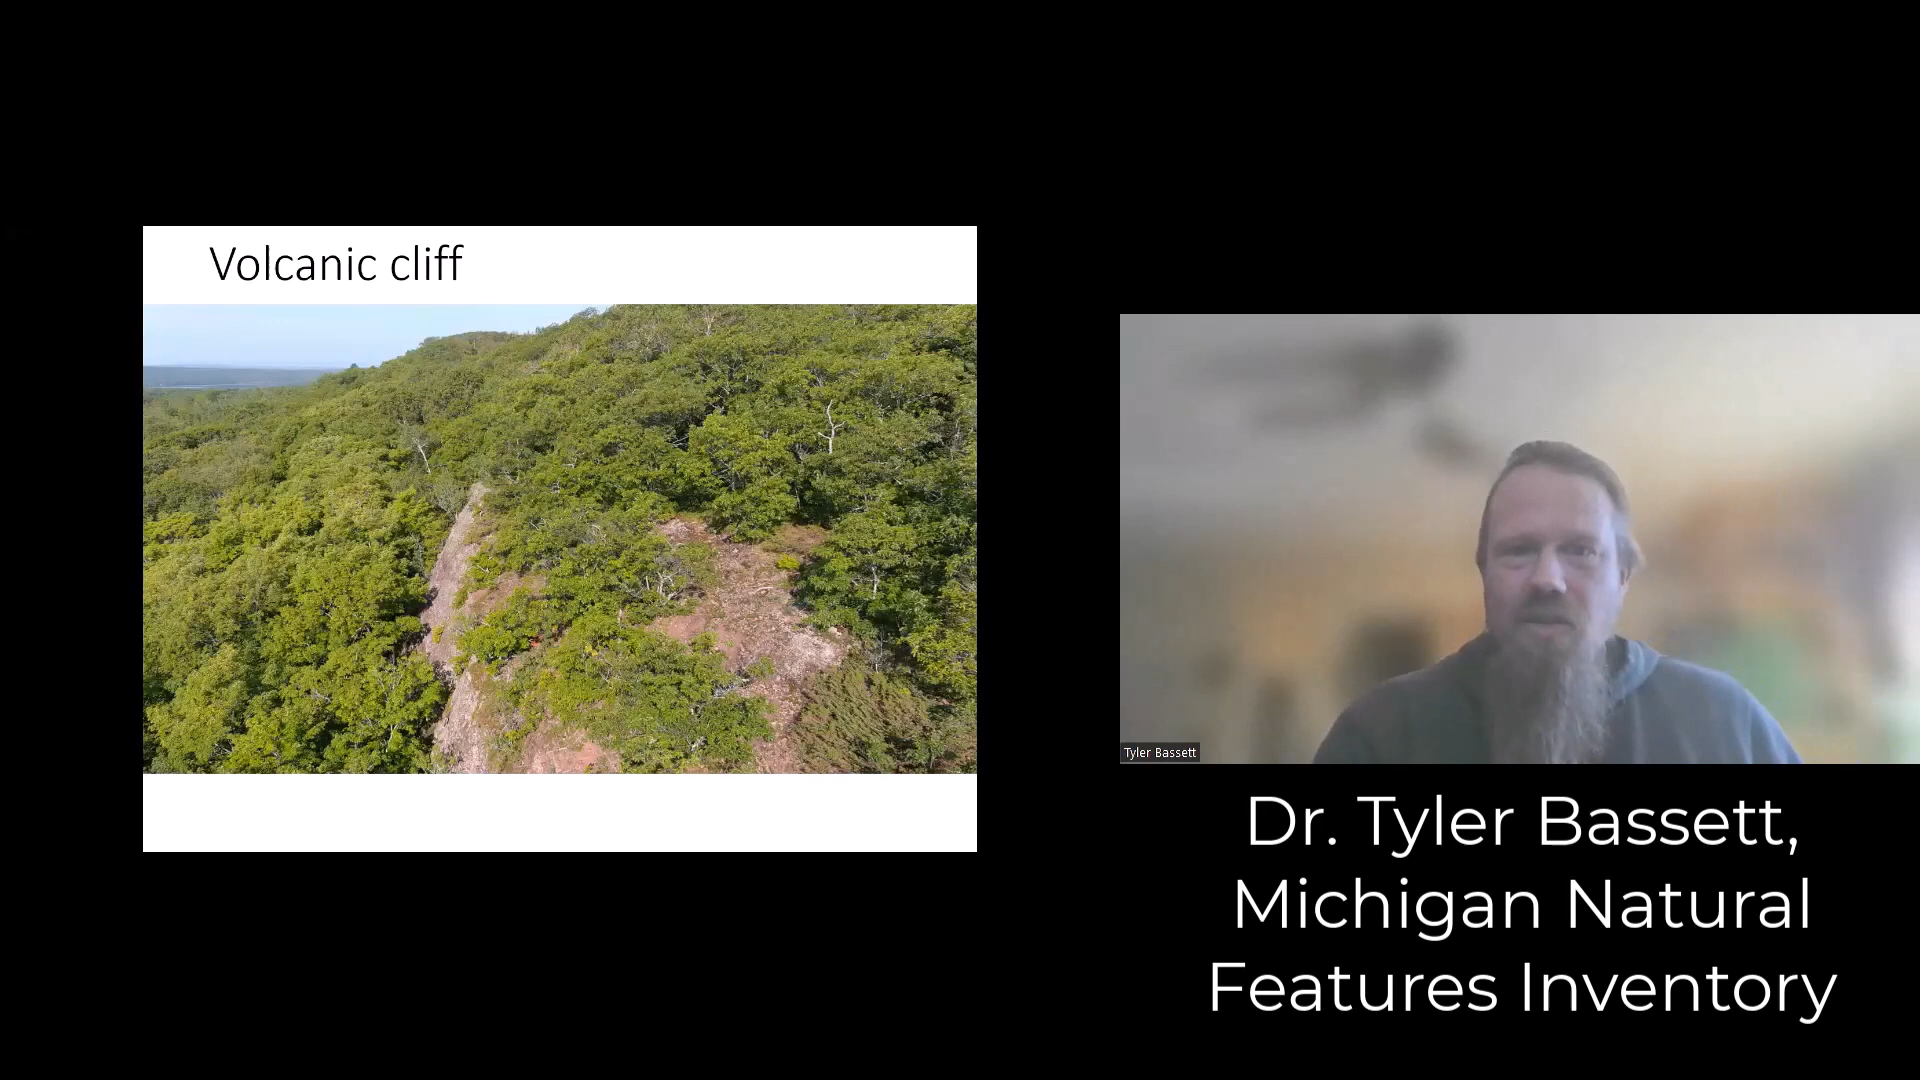 Volcanic cliff
Tyler Bassett
Dr. Tyler Bassett,
Michigan Natural
Features Inventory